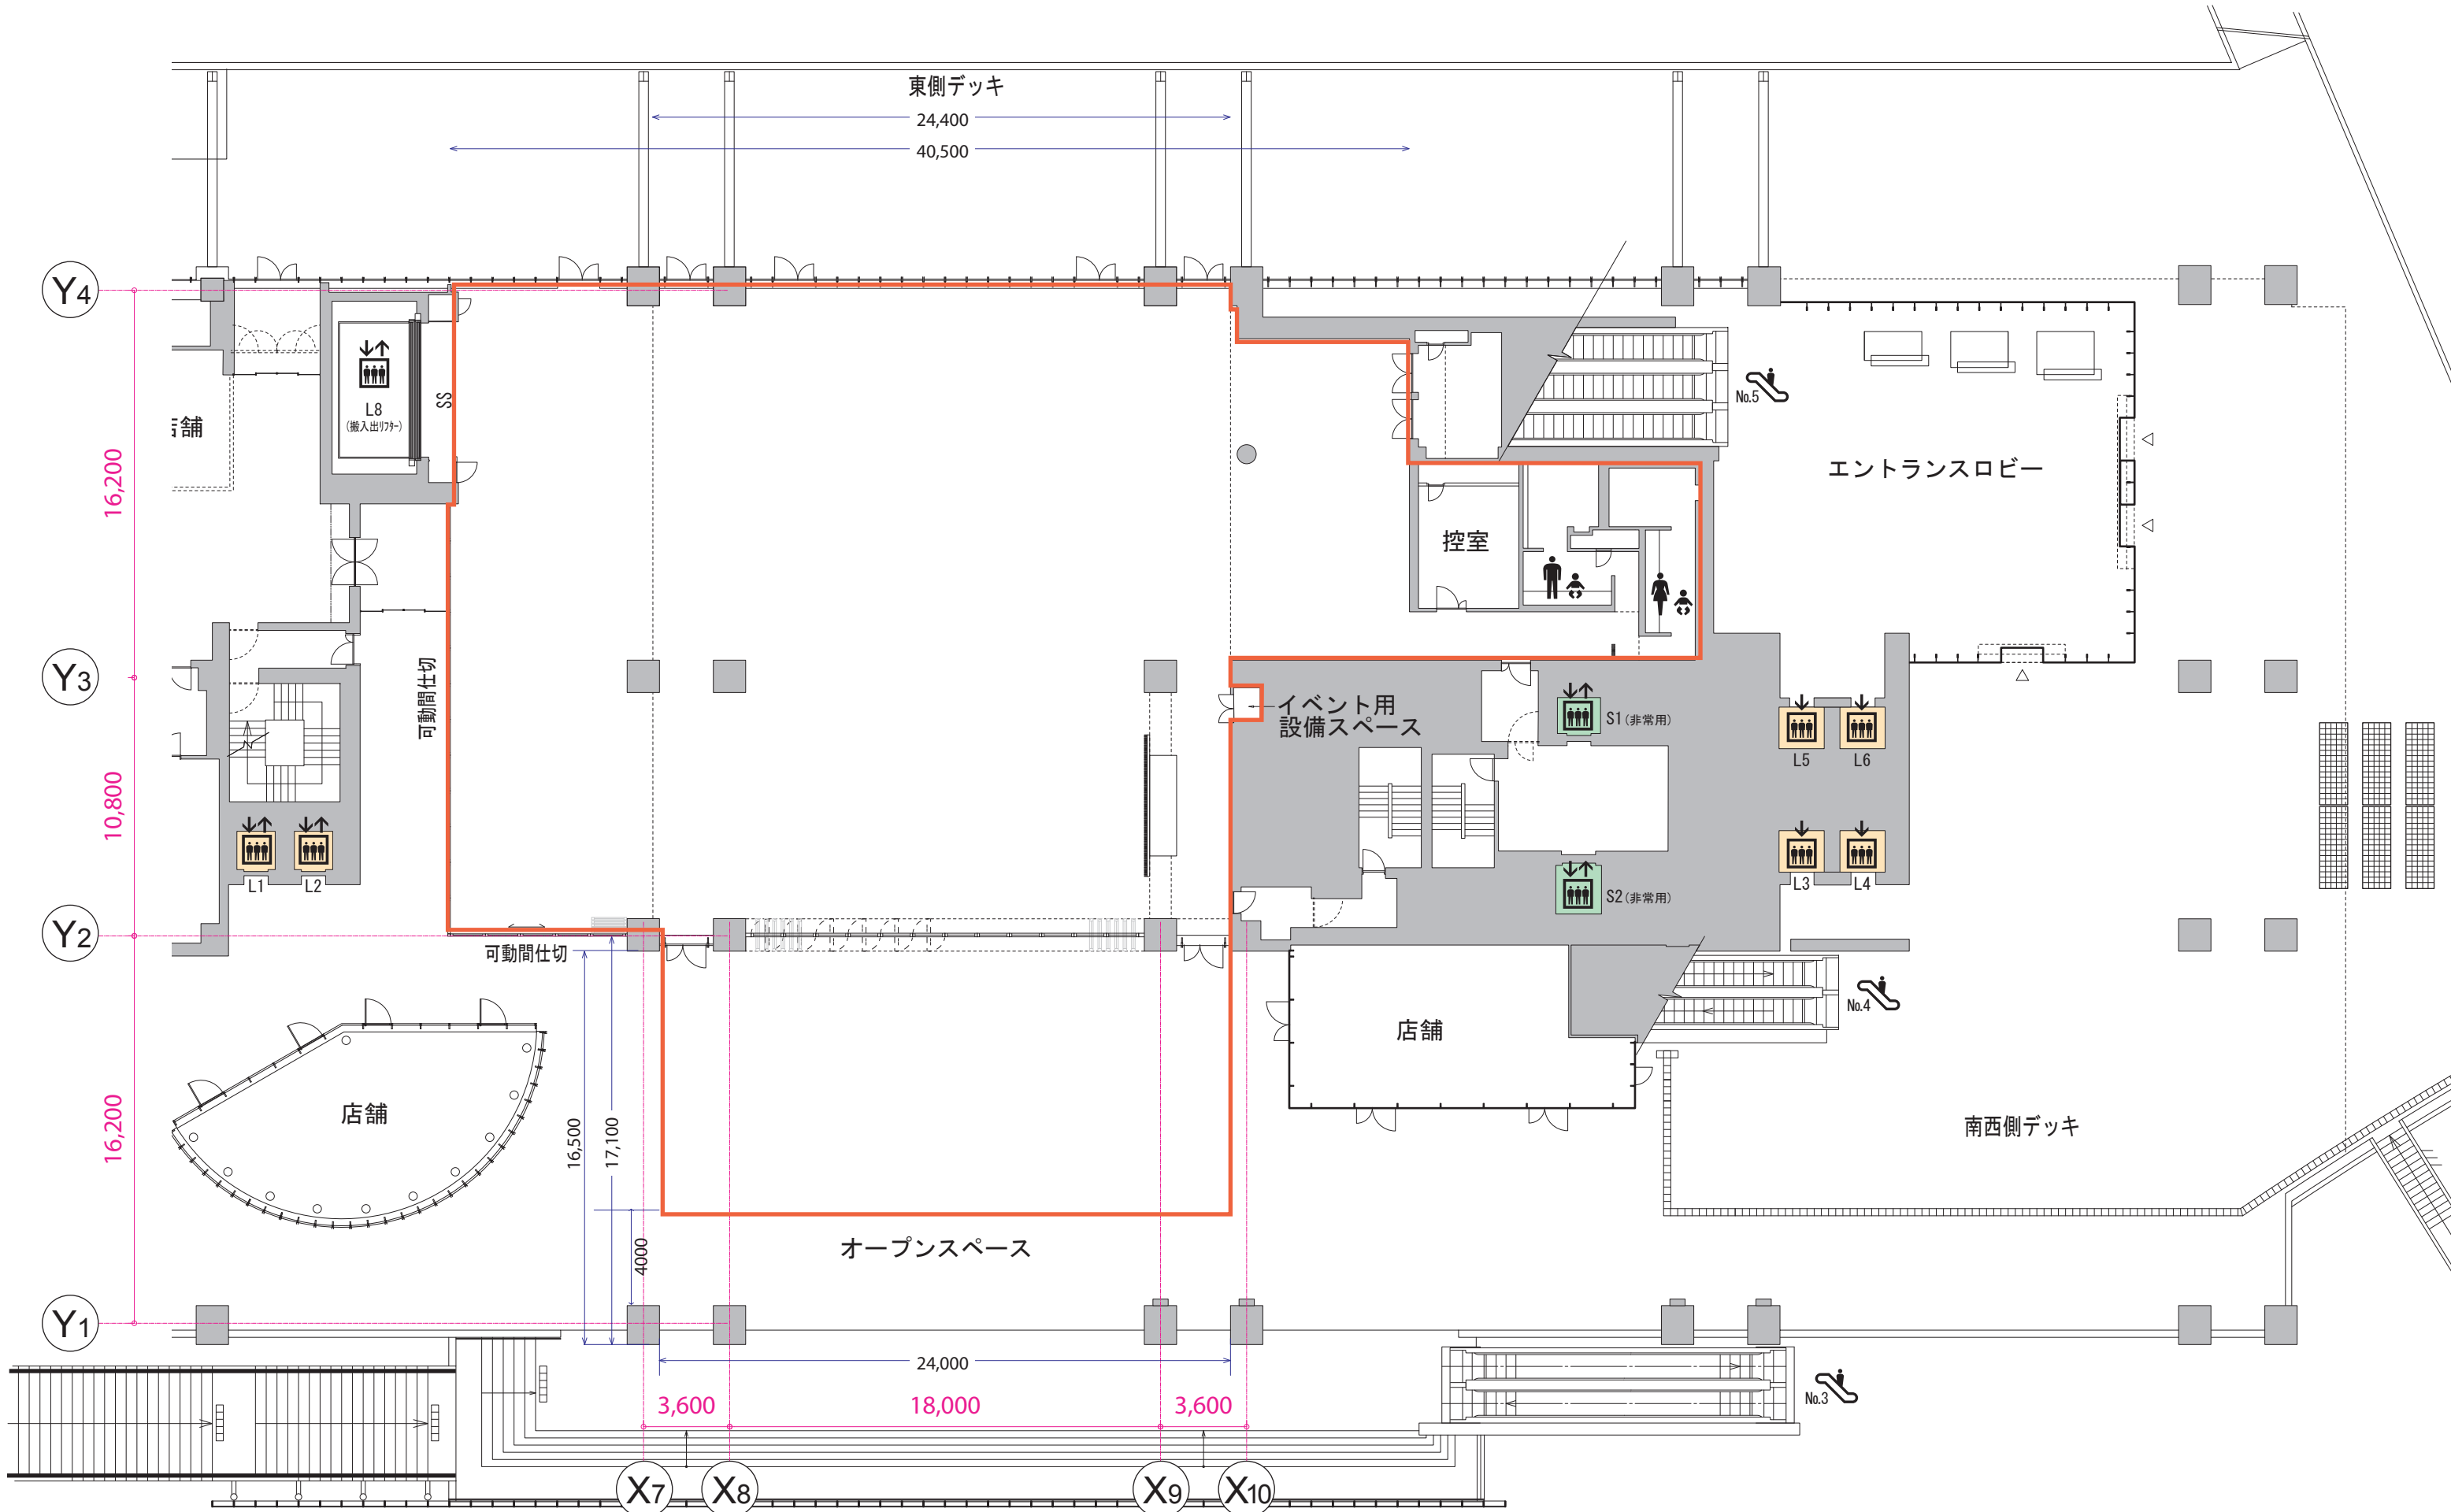 東側デッキ
24,400
40,500
Y4
L8
(搬入出リフター)
SS
No.5
店舗
エントランスロビー
16,200
控室
Y3
可動間仕切
イベント用
設備スペース
S1(非常用)
L5
L6
10,800
L1
L2
S2(非常用)
L3
L4
Y2
可動間仕切
No.4
店舗
店舗
16,500
17,100
16,200
南西側デッキ
オープンスペース
4000
Y1
24,000
3,600
18,000
3,600
No.3
X7
X8
X9
X10